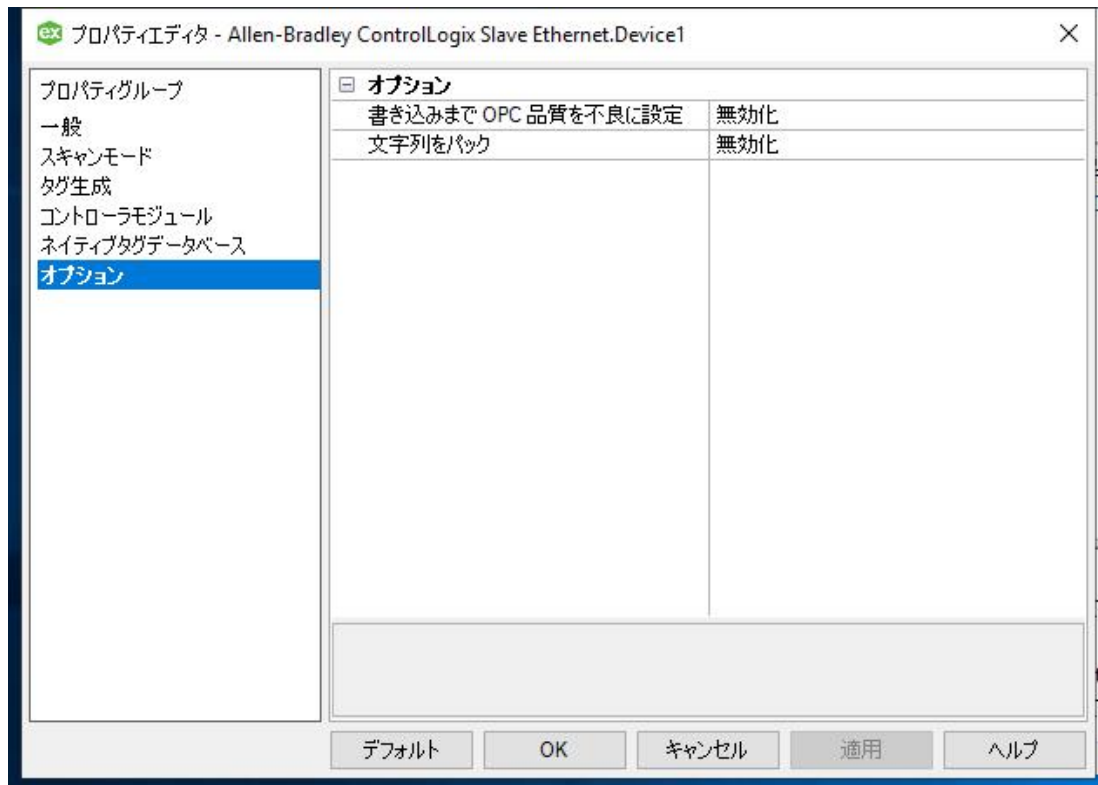 プロパティエディタ - Allen-Bradley ControlLogix Slave Ethernet.Device1
プロパティグループ
一般
スキャンモード
タグ生成
コントローラモジュール
ネイティブタグデータベース
オプション
オプション
書き込みまで OPC 品質を不良に設定 無効化
文字列をパック 無効化
デフォルト OK キャンセル 適用 ヘルプ